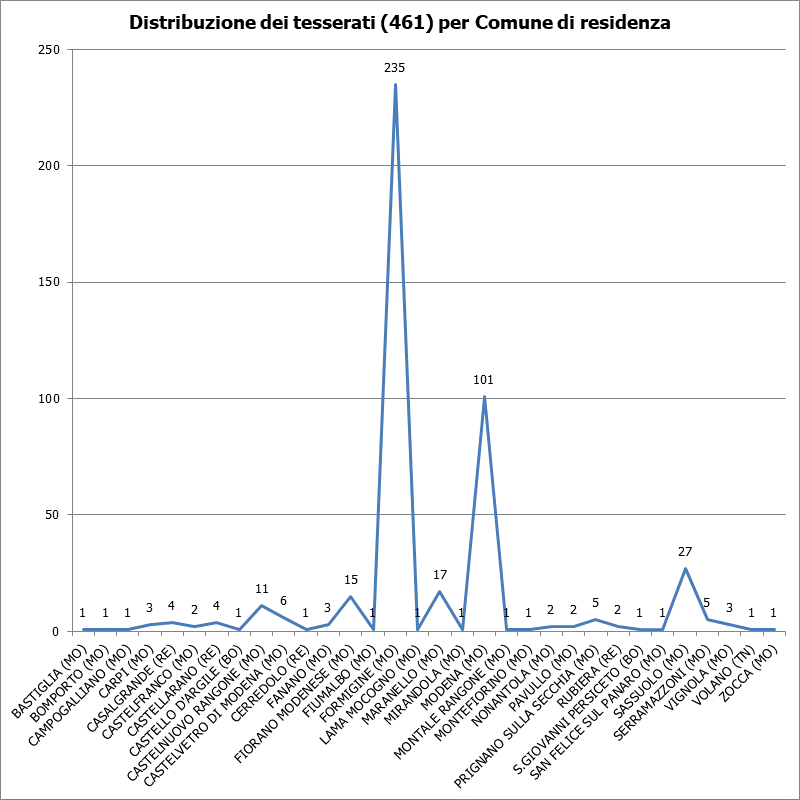 Distribuzione dei tesserati (461) per Comune di residenza
250
200
150
100
50
0
1
1
1
3
4
2
4
1
11
6
1
3
15
1
235
1
17
1
101
1
1
2
2
5
2
1
1
27
5
3
1
1
BASTIGLIA (MO)
BOMPORTO (MO)
CAMPOGALLIANO (MO)
CARPI (MO)
CASALGRANDE (RE)
CASTELFRANCO (MO)
CASTELLARANO (RE)
CASTELLO D'ARGILE (BO)
CASTELNUOVO RANGONE (MO)
CASTELVETRO DI MODENA (MO)
CERREDOLO (RE)
FANANO (MO)
FIORANO MODENESE (MO)
FIUMALBO (MO)
FORMIGINE (MO)
LAMA MOCOGNO (MO)
MARANELLO (MO)
MIRANDOLA (MO)
MODENA (MO)
MONTALE RANGONE (MO)
MONTEFIORINO (MO)
NONANTOLA (MO)
PAVULLO (MO)
PRIGNANO SULLA SECCHIA (MO)
RUBIERA (RE)
S.GIOVANNI PERSICETO (BO)
SAN FELICE SUL PANARO (MO)
SASSUOLO (MO)
SERRAMAZZONI (MO)
VIGNOLA (MO)
VOLANO (TN)
ZOCCA (MO)